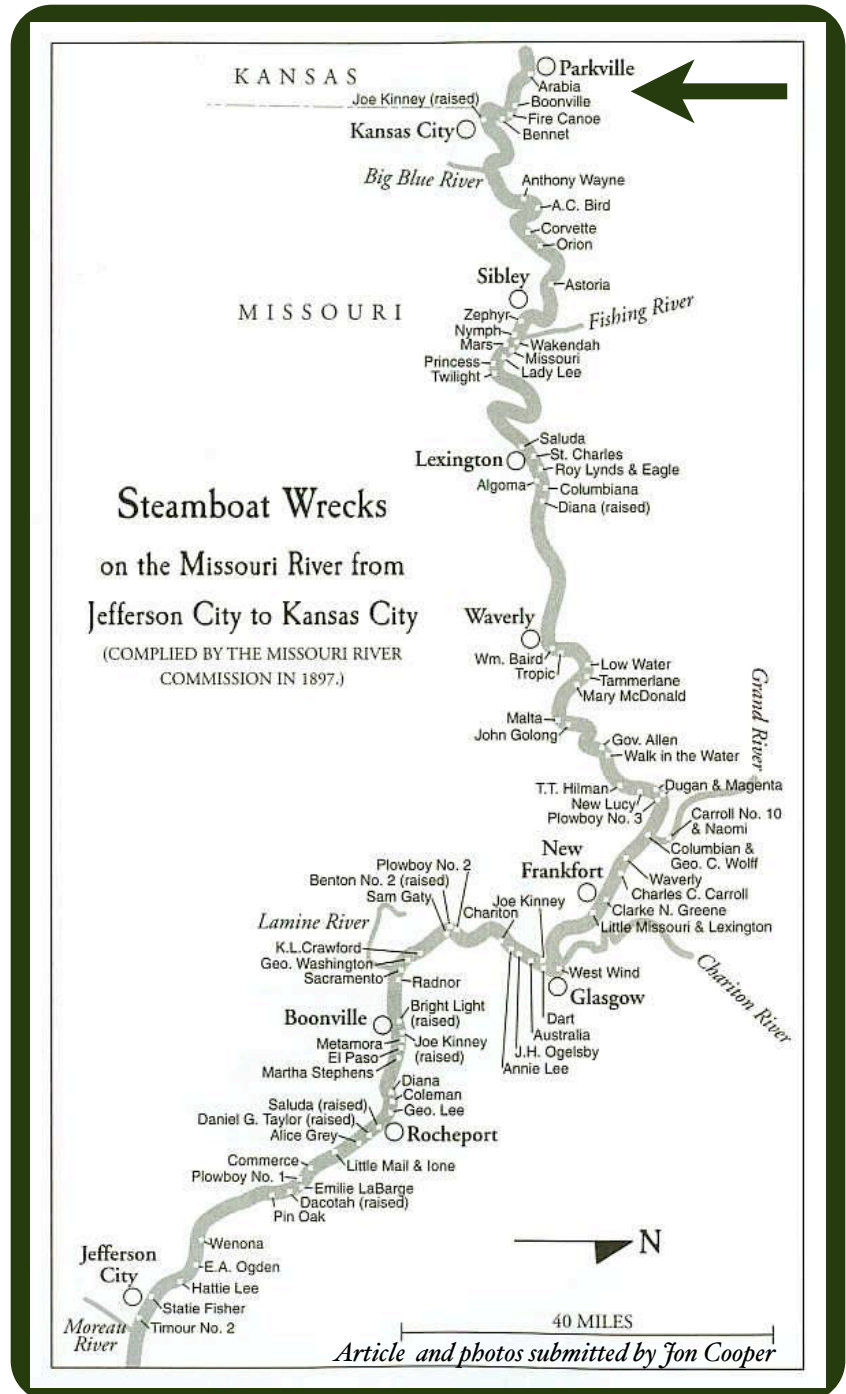 KANSAS
Parkville
Arabia
Joe Kinney (raised)
Boonville
Fire Canoe
Kansas City
Bennet
Big Blue River
Anthony Wayne
A.C. Bird
Corvette
Orion
Sibley
Astoria
MISSOURI
Zephyr
Fishing River
Nymph
Mars
Wakendah
Missouri
Princess
Lady Lee
Twilight
Saluda
Lexington
St. Charles
Roy Lynds & Eagle
Algoma
Columbiana
Diana (raised)
Steamboat Wrecks
on the Missouri River from
Jefferson City to Kansas City
(COMPLIED BY THE MISSOURI RIVER
COMMISSION IN 1897.)
Waverly
Wm. Baird
Tropic
Low Water
Tammerlane
Mary McDonald
Malta
John Golong
Gov. Allen
Walk in the Water
Grand River
T.T. Hilman
Dugan & Magenta
New Lucy
Plowboy No. 3
Carroll No. 10
& Naomi
Columbian &
Geo. C. Wolff
New
Frankfort
Waverly
Charles C. Carroll
Clarke N. Greene
Little Missouri & Lexington
Plowboy No. 2
Benton No. 2 (raised)
Sam Gaty
Chariton
Joe Kinney
Lamine River
K.L.Crawford
Geo. Washington
Sacramento
Radnor
West Wind
Glasgow
Chariton River
Dart
Australia
J.H. Ogelsby
Annie Lee
Boonville
Bright Light
(raised)
Metamora
El Paso
Joe Kinney
(raised)
Martha Stephens
Diana
Coleman
Geo. Lee
Saluda (raised)
Daniel G. Taylor (raised)
Alice Grey
Rocheport
Commerce
Little Mail & Ione
Plowboy No. 1
Emilie LaBarge
Dacotah (raised)
Pin Oak
Wenona
E.A. Ogden
Hattie Lee
Jefferson
City
Statie Fisher
Timour No. 2
Moreau
River
N
40 MILES
Article and photos submitted by Jon Cooper